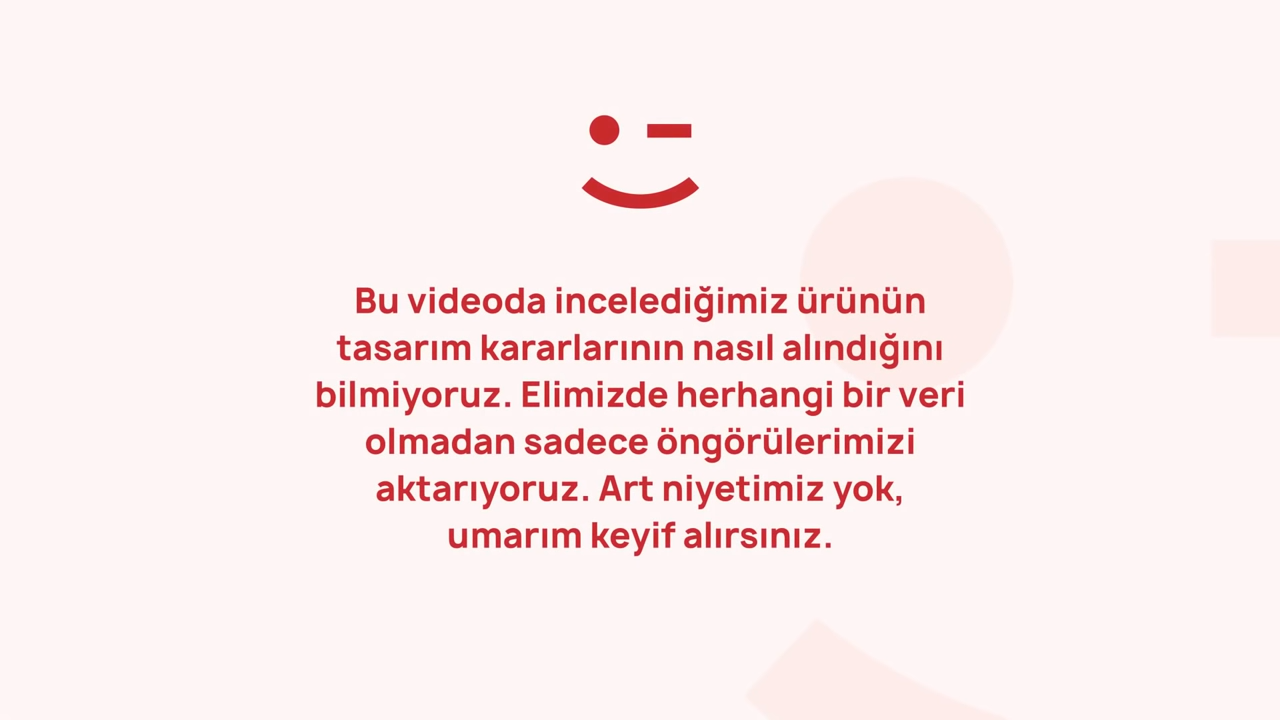 Bu videoda incelediğimiz ürünün
tasarım kararlarının nasıl alındığını
bilmiyoruz. Elimizde herhangi bir veri
olmadan sadece öngörülerimizi
aktarıyoruz. Art niyetimiz yok,
umarım keyif alırsınız.